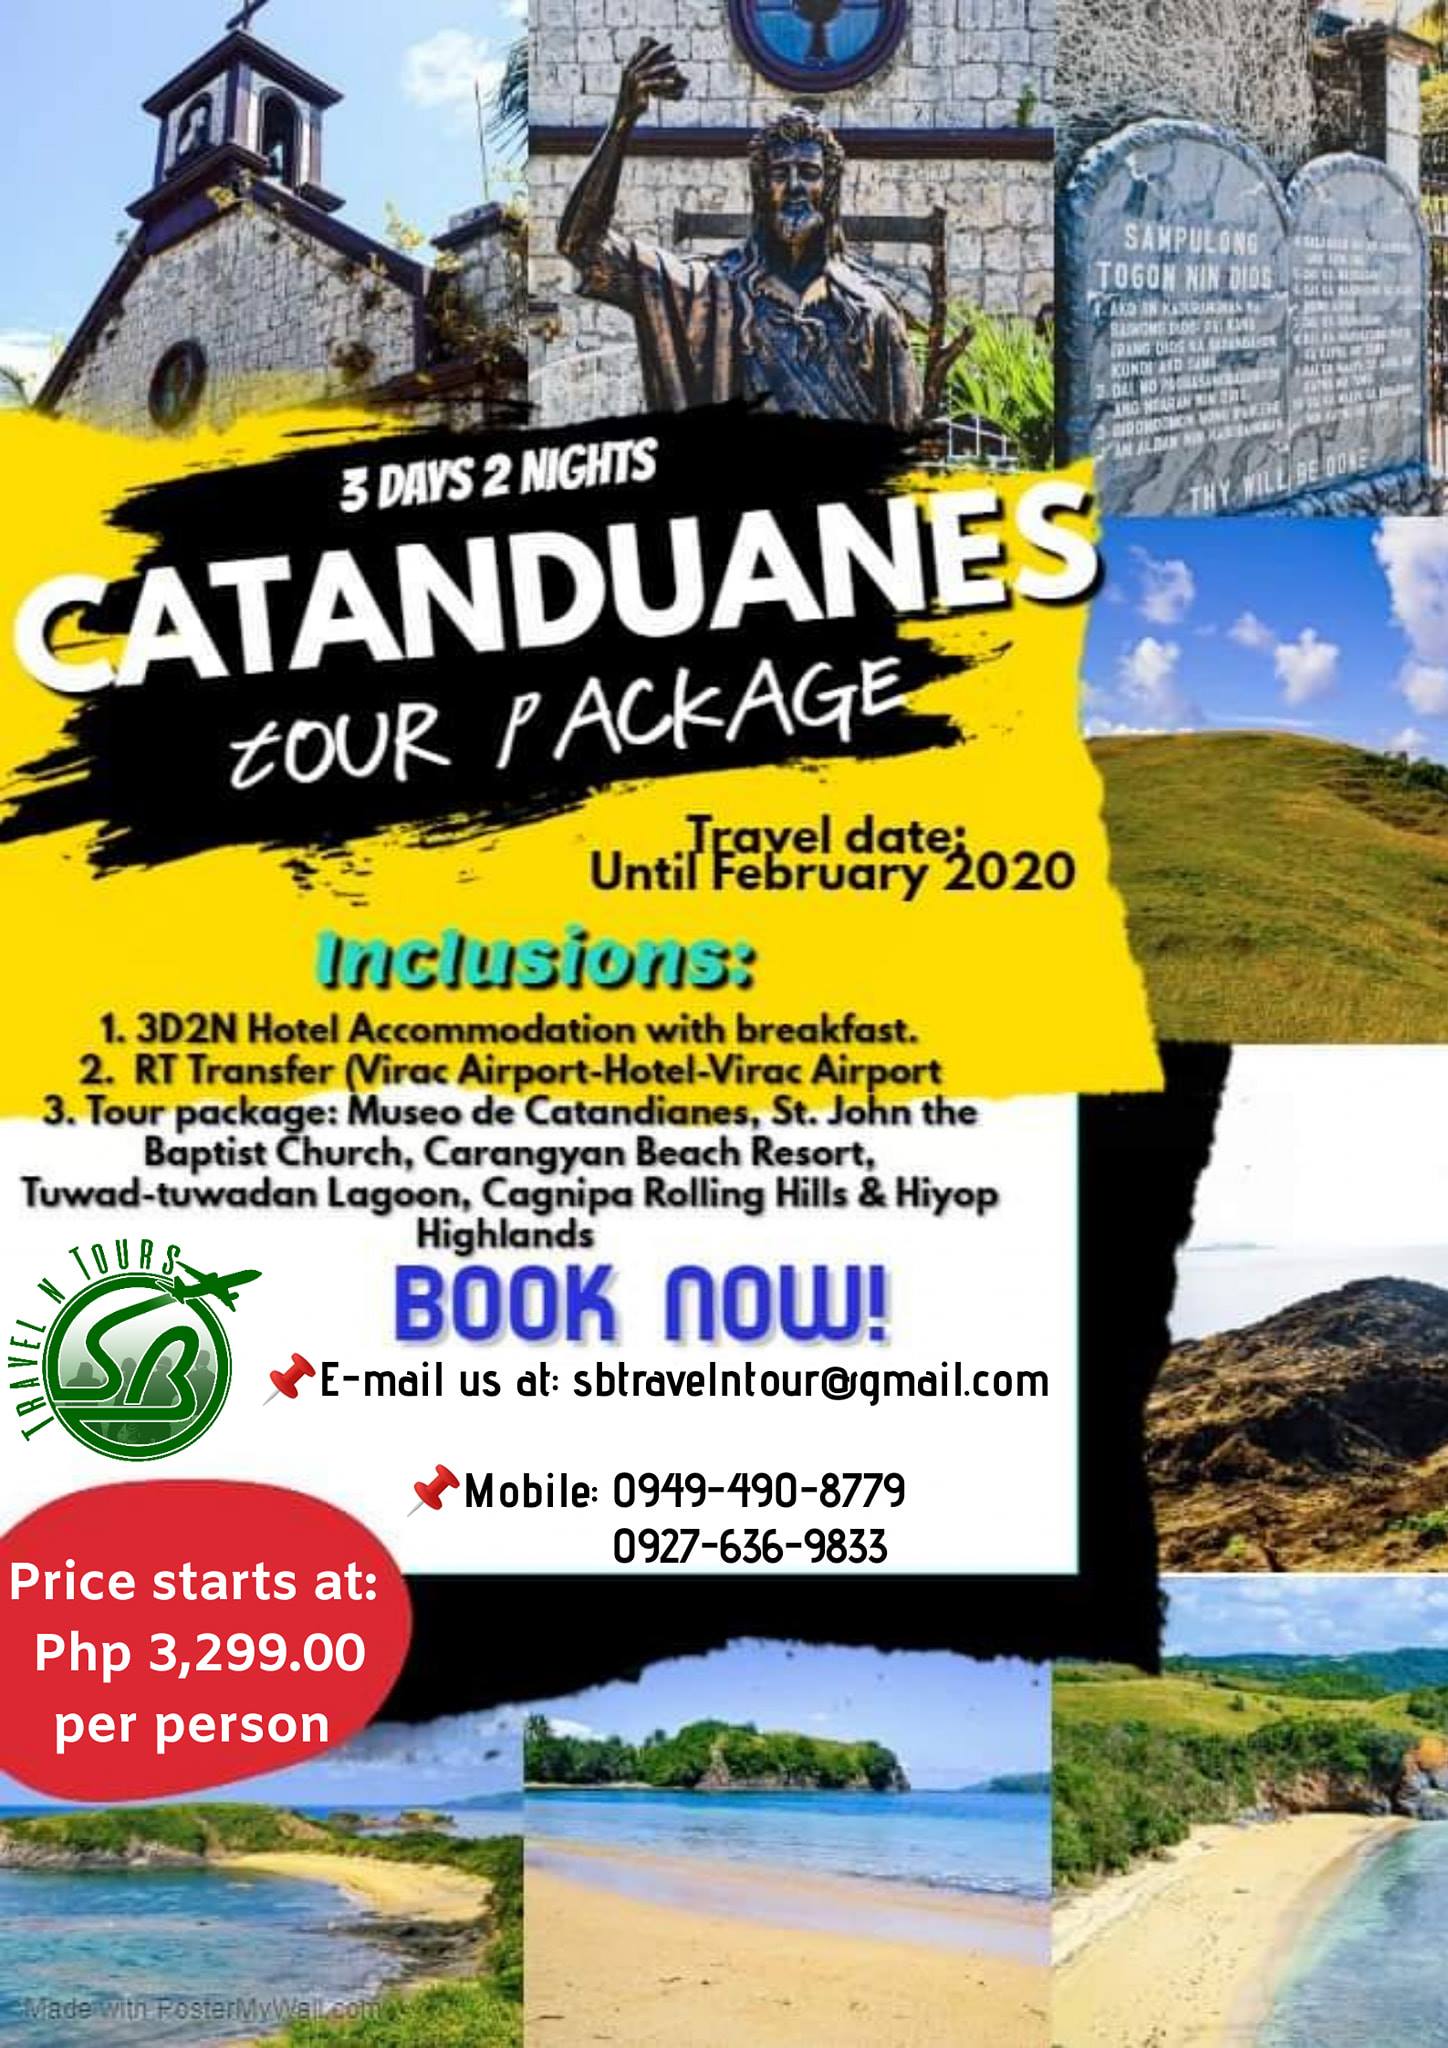 SAMPULONG
TOGON NIN DIOS
KUNDI AKO SANA
THY WILL BE DONE
3 DAYS 2 NIGHTS
CATANDUANES
tOUR PACKAGE
Travel date:
Until February 2020
Inclusions:
1. 3D2N Hotel Accommodation with breakfast.
2. RT Transfer (Virac Airport-Hotel-Virac Airport
3. Tour package: Museo de Catandianes, St. John the
Baptist Church, Carangyan Beach Resort,
Tuwad-tuwadan Lagoon, Cagnipa Rolling Hills & Hiyop
Highlands
TRAVEL N TOURS
SB
BOOK NOW!
E-mail us at: sbtravelntour@gmail.com
Mobile: 0949-490-8779
0927-636-9833
Price starts at:
Php 3,299.00
per person
Made with PosterMyWall.com